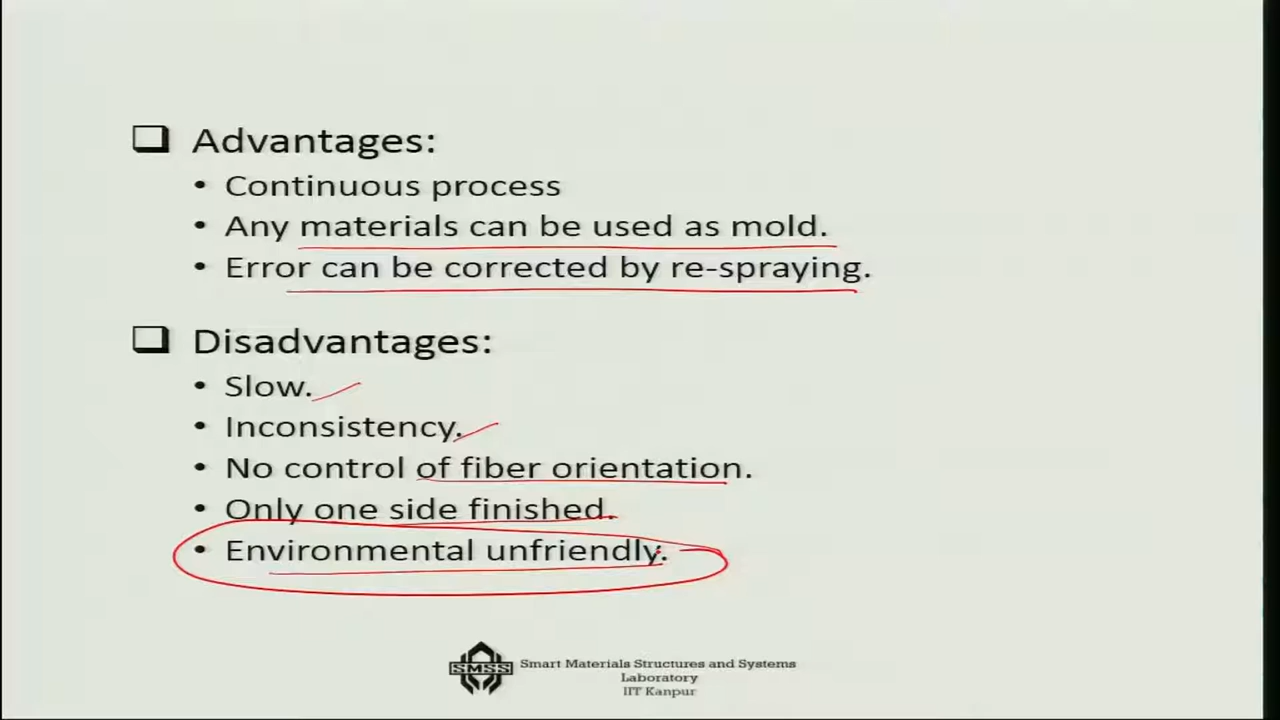 Advantages:
• Continuous process
• Any materials can be used as mold.
• Error can be corrected by re-spraying.
Disadvantages:
• Slow.
• Inconsistency.
• No control of fiber orientation.
• Only one side finished.
• Environmental unfriendly.
SMSS
Smart Materials Structures and Systems
Laboratory
IIT Kanpur